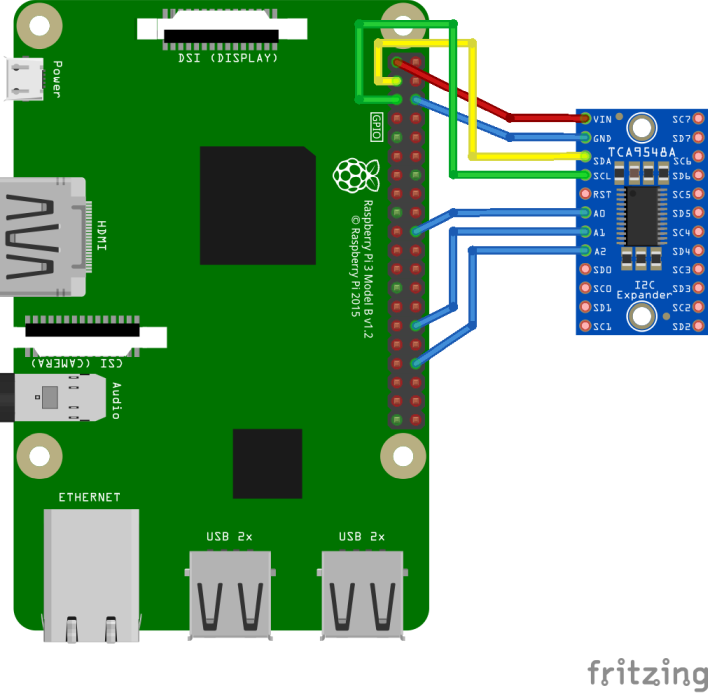 DSI (DISPLAY)
Power
GPIO
HDMI
Raspberry Pi 3 Model B v1.2
© Raspberry Pi 2015
CSI (CAMERA)
Audio
ETHERNET
USB 2x
USB 2x
VIN
GND
SDA
SCL
RST
A0
A1
A2
SD0
SC0
SD1
SC1
TCA9548A
I2C
Expander
SC7
SD7
SC6
SD6
SC5
SD5
SC4
SD4
SC3
SD3
SC2
SD2
fritzing